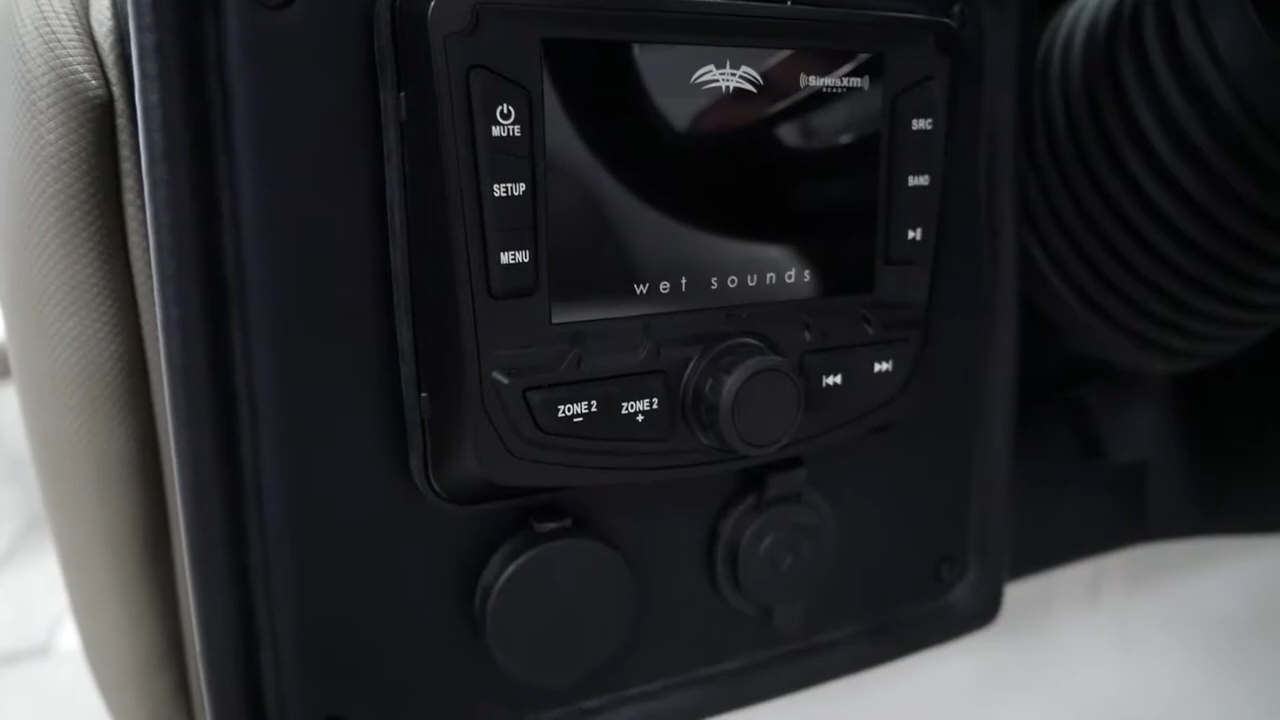 MUTE
SETUP
MENU
((SiriusXM))
READY
SRC
BAND
wet sounds
ZONE 2
−
ZONE 2
+